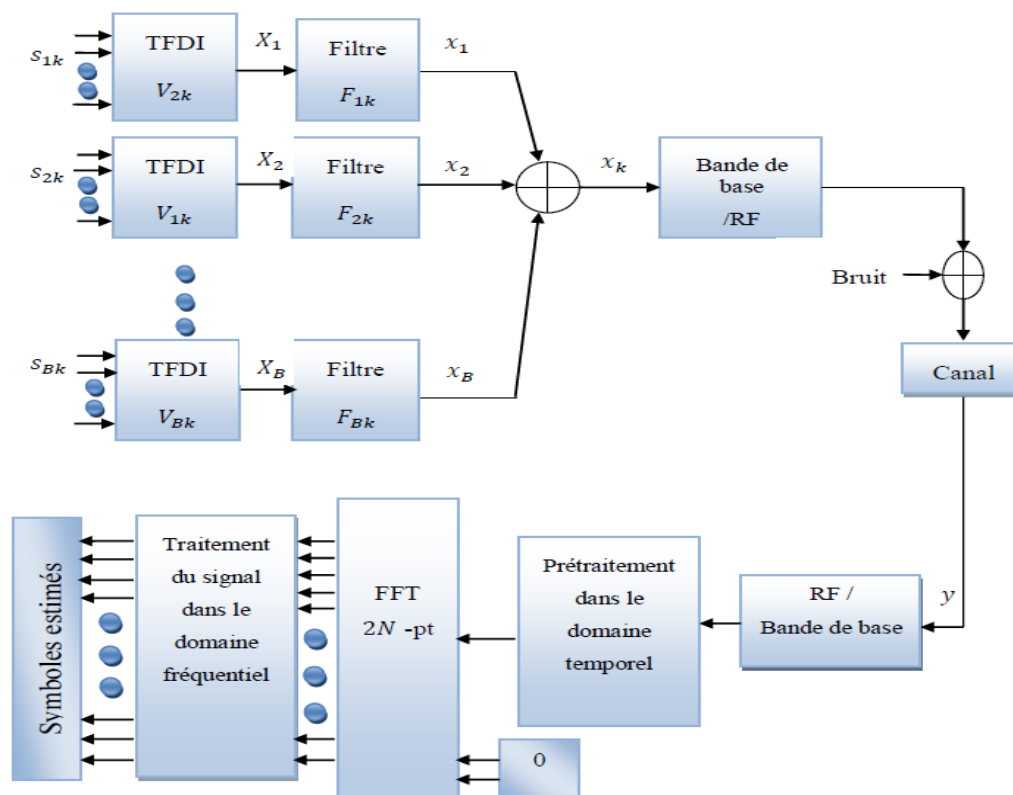 s1k
TFDI
V2k
X1
Filtre
F1k
x1
s2k
TFDI
V1k
X2
Filtre
F2k
x2
xk
Bande de
base
/RF
Bruit
sBk
TFDI
VBk
XB
Filtre
FBk
xB
Canal
Symboles estimés
Traitement
du signal
dans le
domaine
fréquentiel
FFT
2N -pt
Prétraitement
dans le
domaine
temporel
RF /
Bande de base
y
0